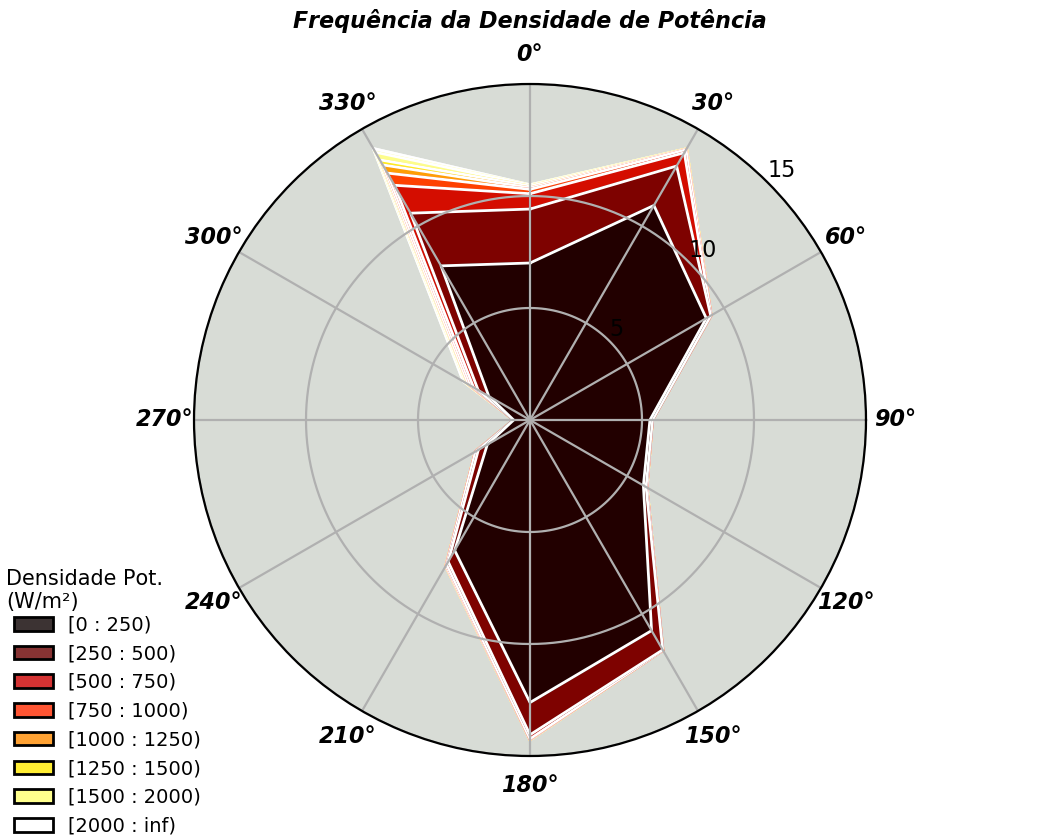 Frequência da Densidade de Potência
0°
330°
30°
15
300°
60°
10
5
270°
90°
240°
120°
210°
150°
180°
Densidade Pot.
(W/m²)
[0 : 250)
[250 : 500)
[500 : 750)
[750 : 1000)
[1000 : 1250)
[1250 : 1500)
[1500 : 2000)
[2000 : inf)